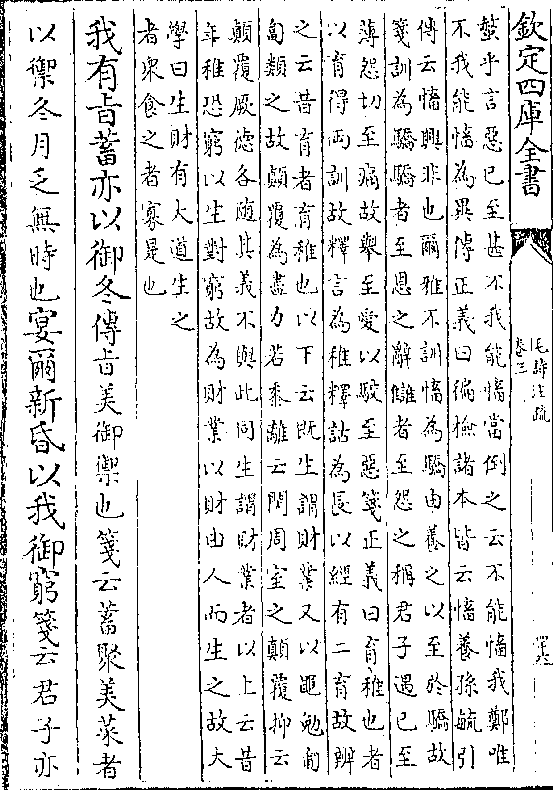 欽定四庫全書
毛詩注疏
卷三
蟄乎言惡已至甚不我能慉當倒之云不能慉我鄭唯
不我能慉為異傳正義曰徧檢諸本皆云慉養孫毓引
傳云慉興非也爾雅不訓慉為驕由養之以至於驕故
箋訓為驕驕者至恩之辭讎者至怨之稱君子遇已至
薄怨切至痛故舉至愛以駮至惡箋正義曰育稚也者
以育得兩訓故釋言為稚釋詁為長以經有二育故辨
之云昔育者育稚也以下云既生謂財業又以黽勉匍
匐類之故顛覆為盡力若黍離云閔周室之顛覆抑云
顛覆厥德各隨其義不與此同生謂財業者以上云昔
年稚恐窮以生對窮故為財業以財由人而生之故大
學曰生財有大道生之
者衆食之者寡是也
我有旨蓄亦以御冬傳旨美御禦也箋云蓄聚美菜者
以禦冬月乏無時也宴爾新昏以我御窮箋云君子亦